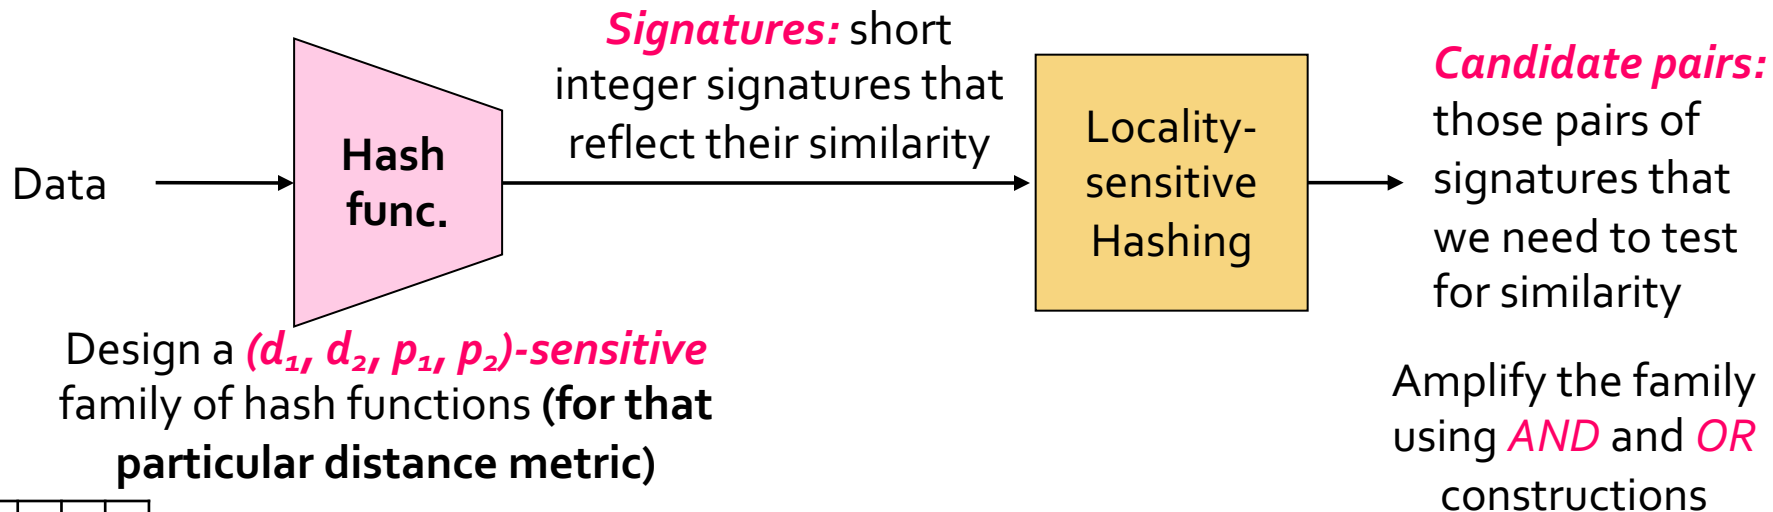 Data
Hash
func.
Signatures: short
integer signatures that
reflect their similarity
Locality-
sensitive
Hashing
Candidate pairs:
those pairs of
signatures that
we need to test
for similarity
Design a (d₁, d₂, p₁, p₂)-sensitive
family of hash functions (for that
particular distance metric)
Amplify the family
using AND and OR
constructions